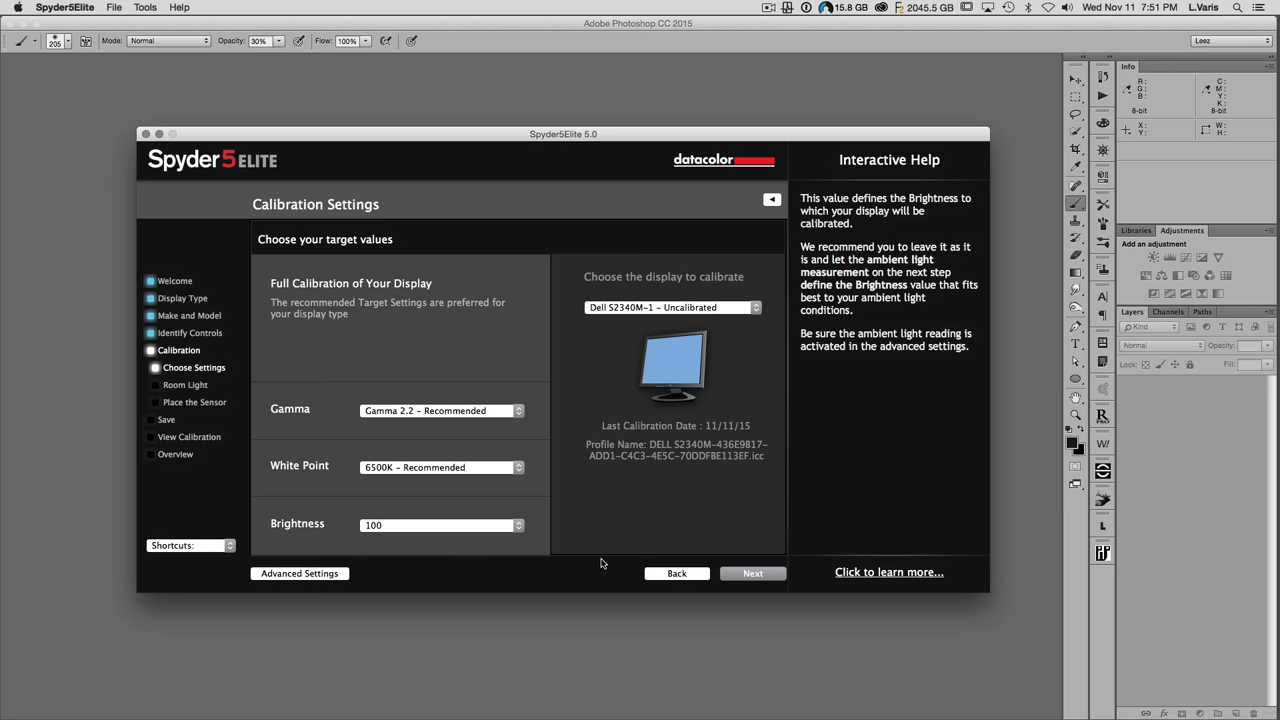 Spyder5Elite File Tools Help
15.8 GB 2045.5 GB Wed Nov 11 7:51 PM L.Varis
Adobe Photoshop CC 2015
205 Mode: Normal Opacity: 30% Flow: 100% Leez
Info
R:
G:
B:
C:
M:
Y:
K:
8-bit 8-bit
X:
Y:
W:
H:
Libraries Adjustments
Add an adjustment
Layers Channels Paths
Kind
Normal Opacity:
Lock: Fill:
Spyder5Elite 5.0
Spyder5ELITE
datacolor
Calibration Settings
Choose your target values
Welcome
Display Type
Make and Model
Identify Controls
Calibration
Choose Settings
Room Light
Place the Sensor
Save
View Calibration
Overview
Shortcuts:
Full Calibration of Your Display
The recommended Target Settings are preferred for
your display type
Gamma Gamma 2.2 – Recommended
White Point 6500K – Recommended
Brightness 100
Choose the display to calibrate
Dell S2340M-1 – Uncalibrated
Last Calibration Date : 11/11/15
Profile Name: DELL S2340M-436E9B17-
ADD1-C4C3-4E5C-70DDFBE113EF.icc
Advanced Settings Back Next
Interactive Help
This value defines the Brightness to
which your display will be
calibrated.
We recommend you to leave it as it
is and let the ambient light
measurement on the next step
define the Brightness value that fits
best to your ambient light
conditions.
Be sure the ambient light reading is
activated in the advanced settings.
Click to learn more...